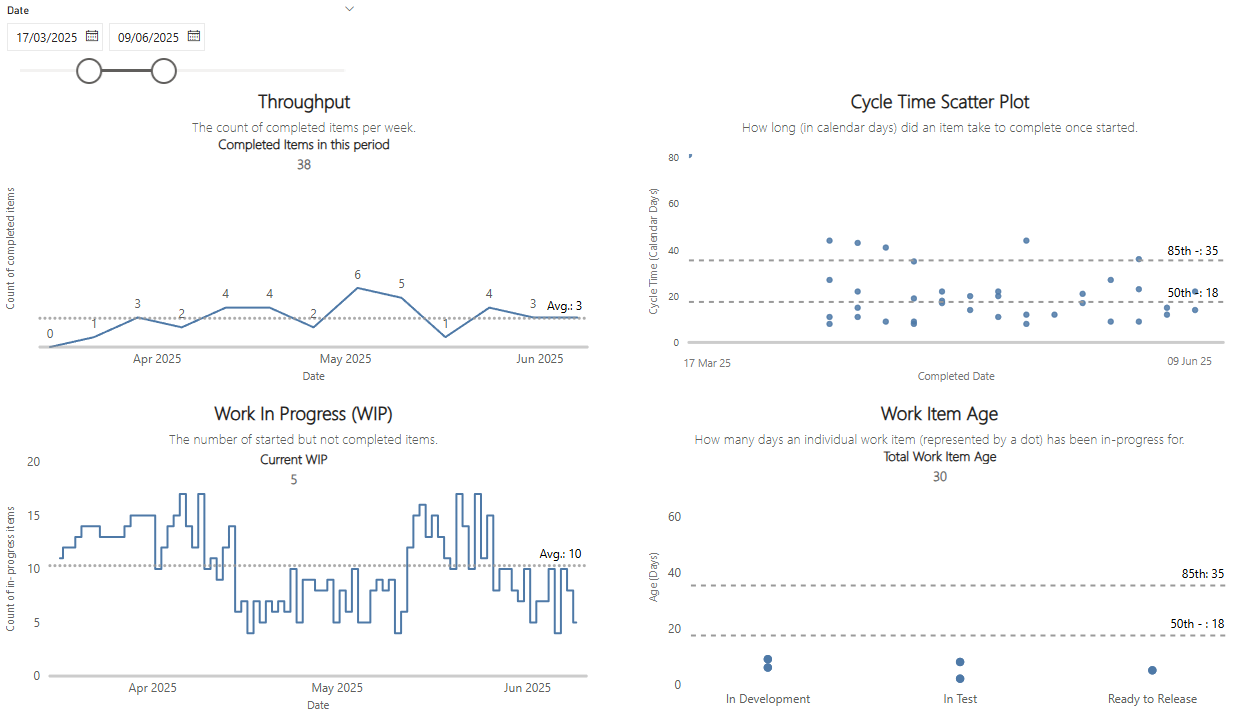 Date
17/03/2025 09/06/2025
Throughput
The count of completed items per week.
Completed Items in this period
38
Count of completed items
0 1 3 2 4 4 2 6 5 1 4 3
Avg.: 3
Apr 2025 May 2025 Jun 2025
Date
Cycle Time Scatter Plot
How long (in calendar days) did an item take to complete once started.
Cycle Time (Calendar Days)
80
60
40
20
0
85th -: 35
50th -: 18
17 Mar 25 09 Jun 25
Completed Date
Work In Progress (WIP)
The number of started but not completed items.
Current WIP
5
Count of in-progress items
20
15
10
5
0
Avg.: 10
Apr 2025 May 2025 Jun 2025
Date
Work Item Age
How many days an individual work item (represented by a dot) has been in-progress for.
Total Work Item Age
30
Age (Days)
60
40
20
0
85th: 35
50th - : 18
In Development In Test Ready to Release